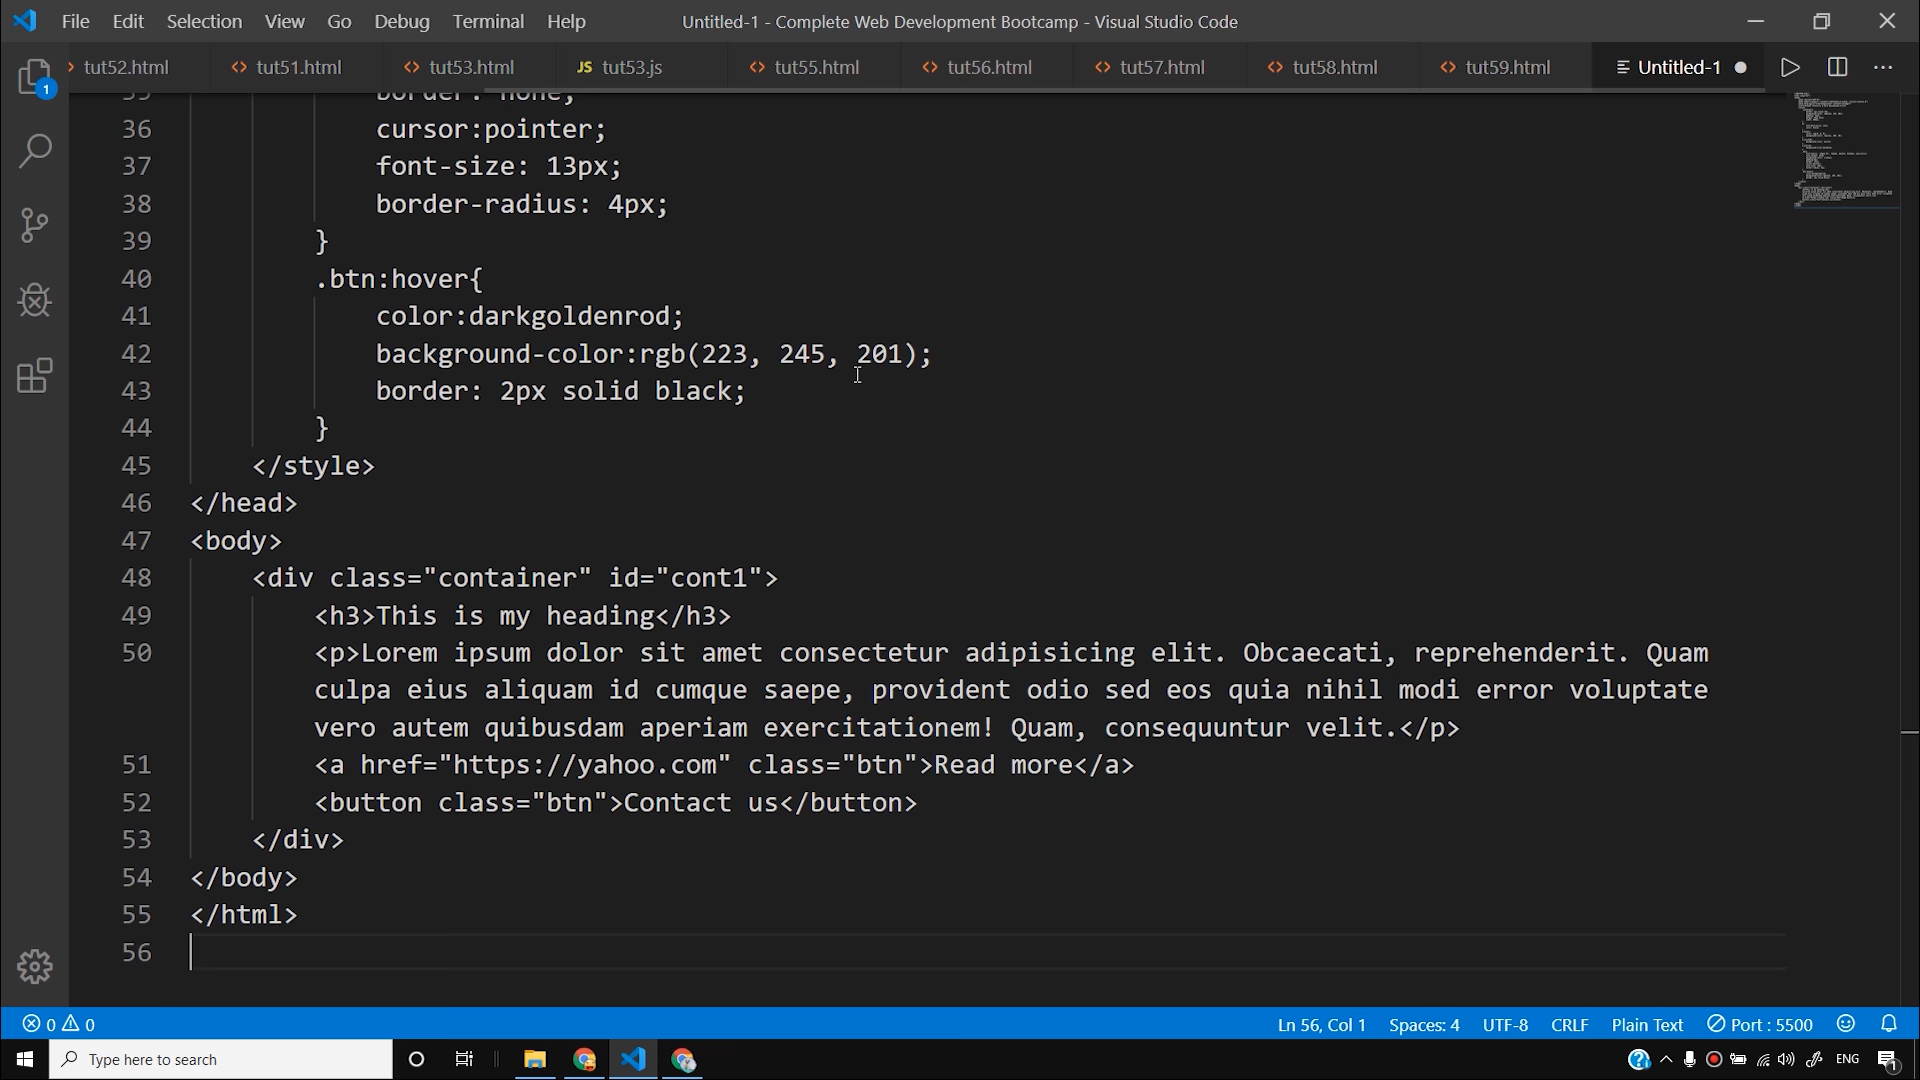 File Edit Selection View Go Debug Terminal Help Untitled-1 - Complete Web Development Bootcamp - Visual Studio Code
tut52.html tut51.html tut53.html JS tut53.js tut55.html tut56.html tut57.html tut58.html tut59.html Untitled-1
1
35 border: none;
36 cursor:pointer;
37 font-size: 13px;
38 border-radius: 4px;
39 }
40 .btn:hover{
41 color:darkgoldenrod;
42 background-color:rgb(223, 245, 201);
43 border: 2px solid black;
44 }
45 </style>
46 </head>
47 <body>
48 <div class="container" id="cont1">
49 <h3>This is my heading</h3>
50 <p>Lorem ipsum dolor sit amet consectetur adipisicing elit. Obcaecati, reprehenderit. Quam
culpa eius aliquam id cumque saepe, provident odio sed eos quia nihil modi error voluptate
vero autem quibusdam aperiam exercitationem! Quam, consequuntur velit.</p>
51 <a href="https://yahoo.com" class="btn">Read more</a>
52 <button class="btn">Contact us</button>
53 </div>
54 </body>
55 </html>
56
0 0 Ln 56, Col 1 Spaces: 4 UTF-8 CRLF Plain Text Port : 5500
Type here to search ENG 1